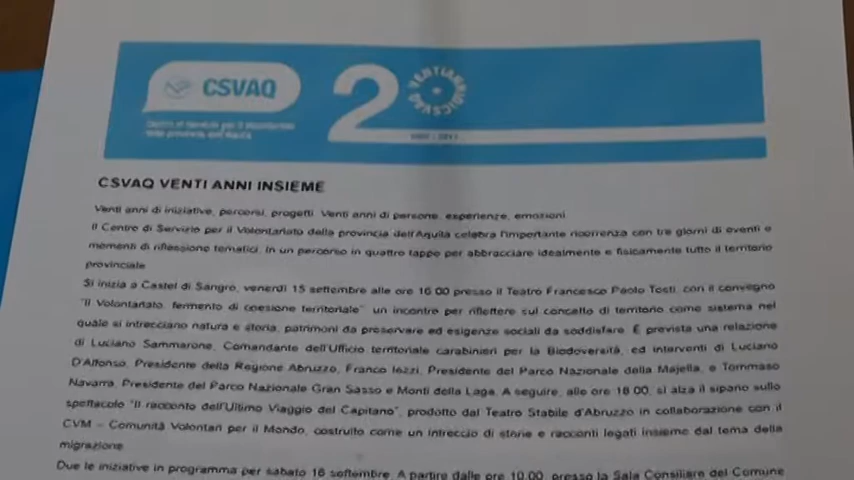 CSVAQ
Centro di Servizio per il Volontariato
della provincia dell'Aquila
20
VENTIANNIDICSVAQ
CSVAQ VENTI ANNI INSIEME
Venti anni di iniziative, percorsi, progetti. Venti anni di persone, esperienze, emozioni.
Il Centro di Servizio per il Volontariato della provincia dell'Aquila celebra l'importante ricorrenza con tre giorni di eventi e
momenti di riflessione tematici. In un percorso in quattro tappe per abbracciare idealmente e fisicamente tutto il territorio
provinciale.
Si inizia a Castel di Sangro, venerdì 15 settembre alle ore 16.00 presso il Teatro Francesco Paolo Tosti, con il convegno
"Il Volontariato, fermento di coesione territoriale" un incontro per riflettere sul concetto di territorio come sistema nel
quale si intrecciano natura e storia, patrimoni da preservare ed esigenze sociali da soddisfare. È prevista una relazione
di Luciano Sammarone, Comandante dell'Ufficio territoriale carabinieri per la Biodoversità, ed interventi di Luciano
D'Alfonso, Presidente della Regione Abruzzo, Franco Iezzi, Presidente del Parco Nazionale della Majella, e Tommaso
Navarra, Presidente del Parco Nazionale Gran Sasso e Monti della Laga. A seguire, alle ore 18.00, si alza il sipario sullo
spettacolo "Il racconto dell'Ultimo Viaggio del Capitano", prodotto dal Teatro Stabile d'Abruzzo in collaborazione con il
CVM – Comunità Volontari per il Mondo, costruito come un intreccio di storie e racconti legati insieme dal tema della
migrazione.
Due le iniziative in programma per sabato 16 settembre. A partire dalle ore 10.00, presso la Sala Consiliare del Comune